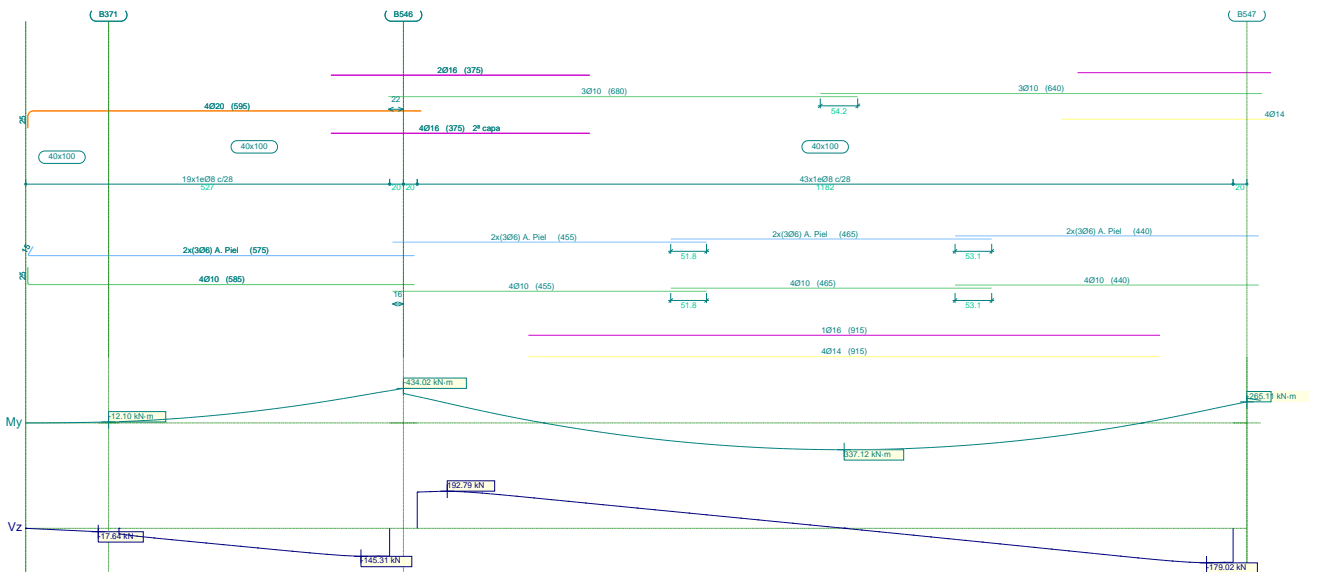 B371 B546 B547
2Ø16 (375)
3Ø10 (680) 3Ø10 (640)
22
4Ø20 (595)
54.2
4Ø14
25
4Ø16 (375) 2ª capa
40x100 40x100
40x100
19x1eØ8 c/28 43x1eØ8 c/28
527 20 20 1182 20
2x(3Ø6) A. Piel (440)
2x(3Ø6) A. Piel (465)
2x(3Ø6) A. Piel (455)
15
2x(3Ø6) A. Piel (575)
51.8 53.1
25
4Ø10 (585)
4Ø10 (440)
4Ø10 (465)
4Ø10 (455)
16
51.8 53.1
1Ø16 (915)
4Ø14 (915)
-434.02 kN·m
-265.11 kN·m
-12.10 kN·m
My
337.12 kN·m
192.79 kN
Vz
-17.64 kN
-145.31 kN
-179.02 kN